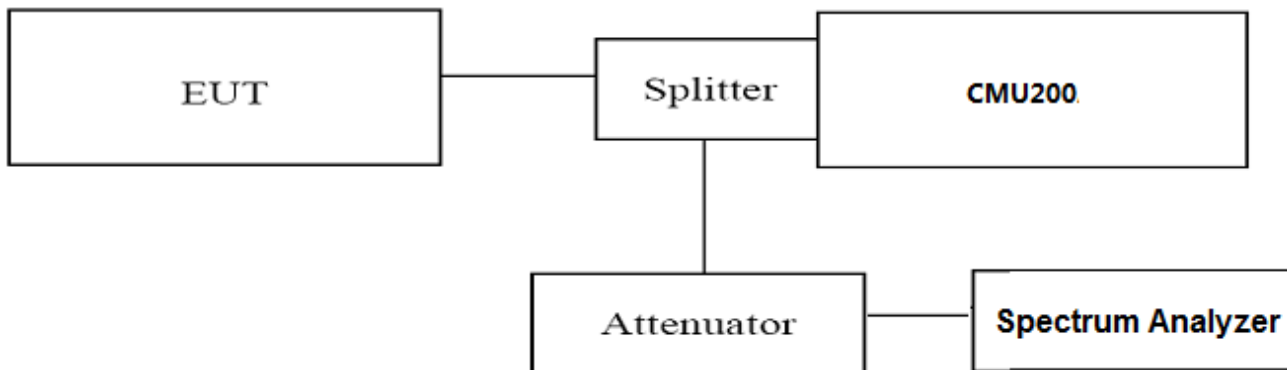 EUT
Splitter
CMU200.
Attenuator
Spectrum Analyzer